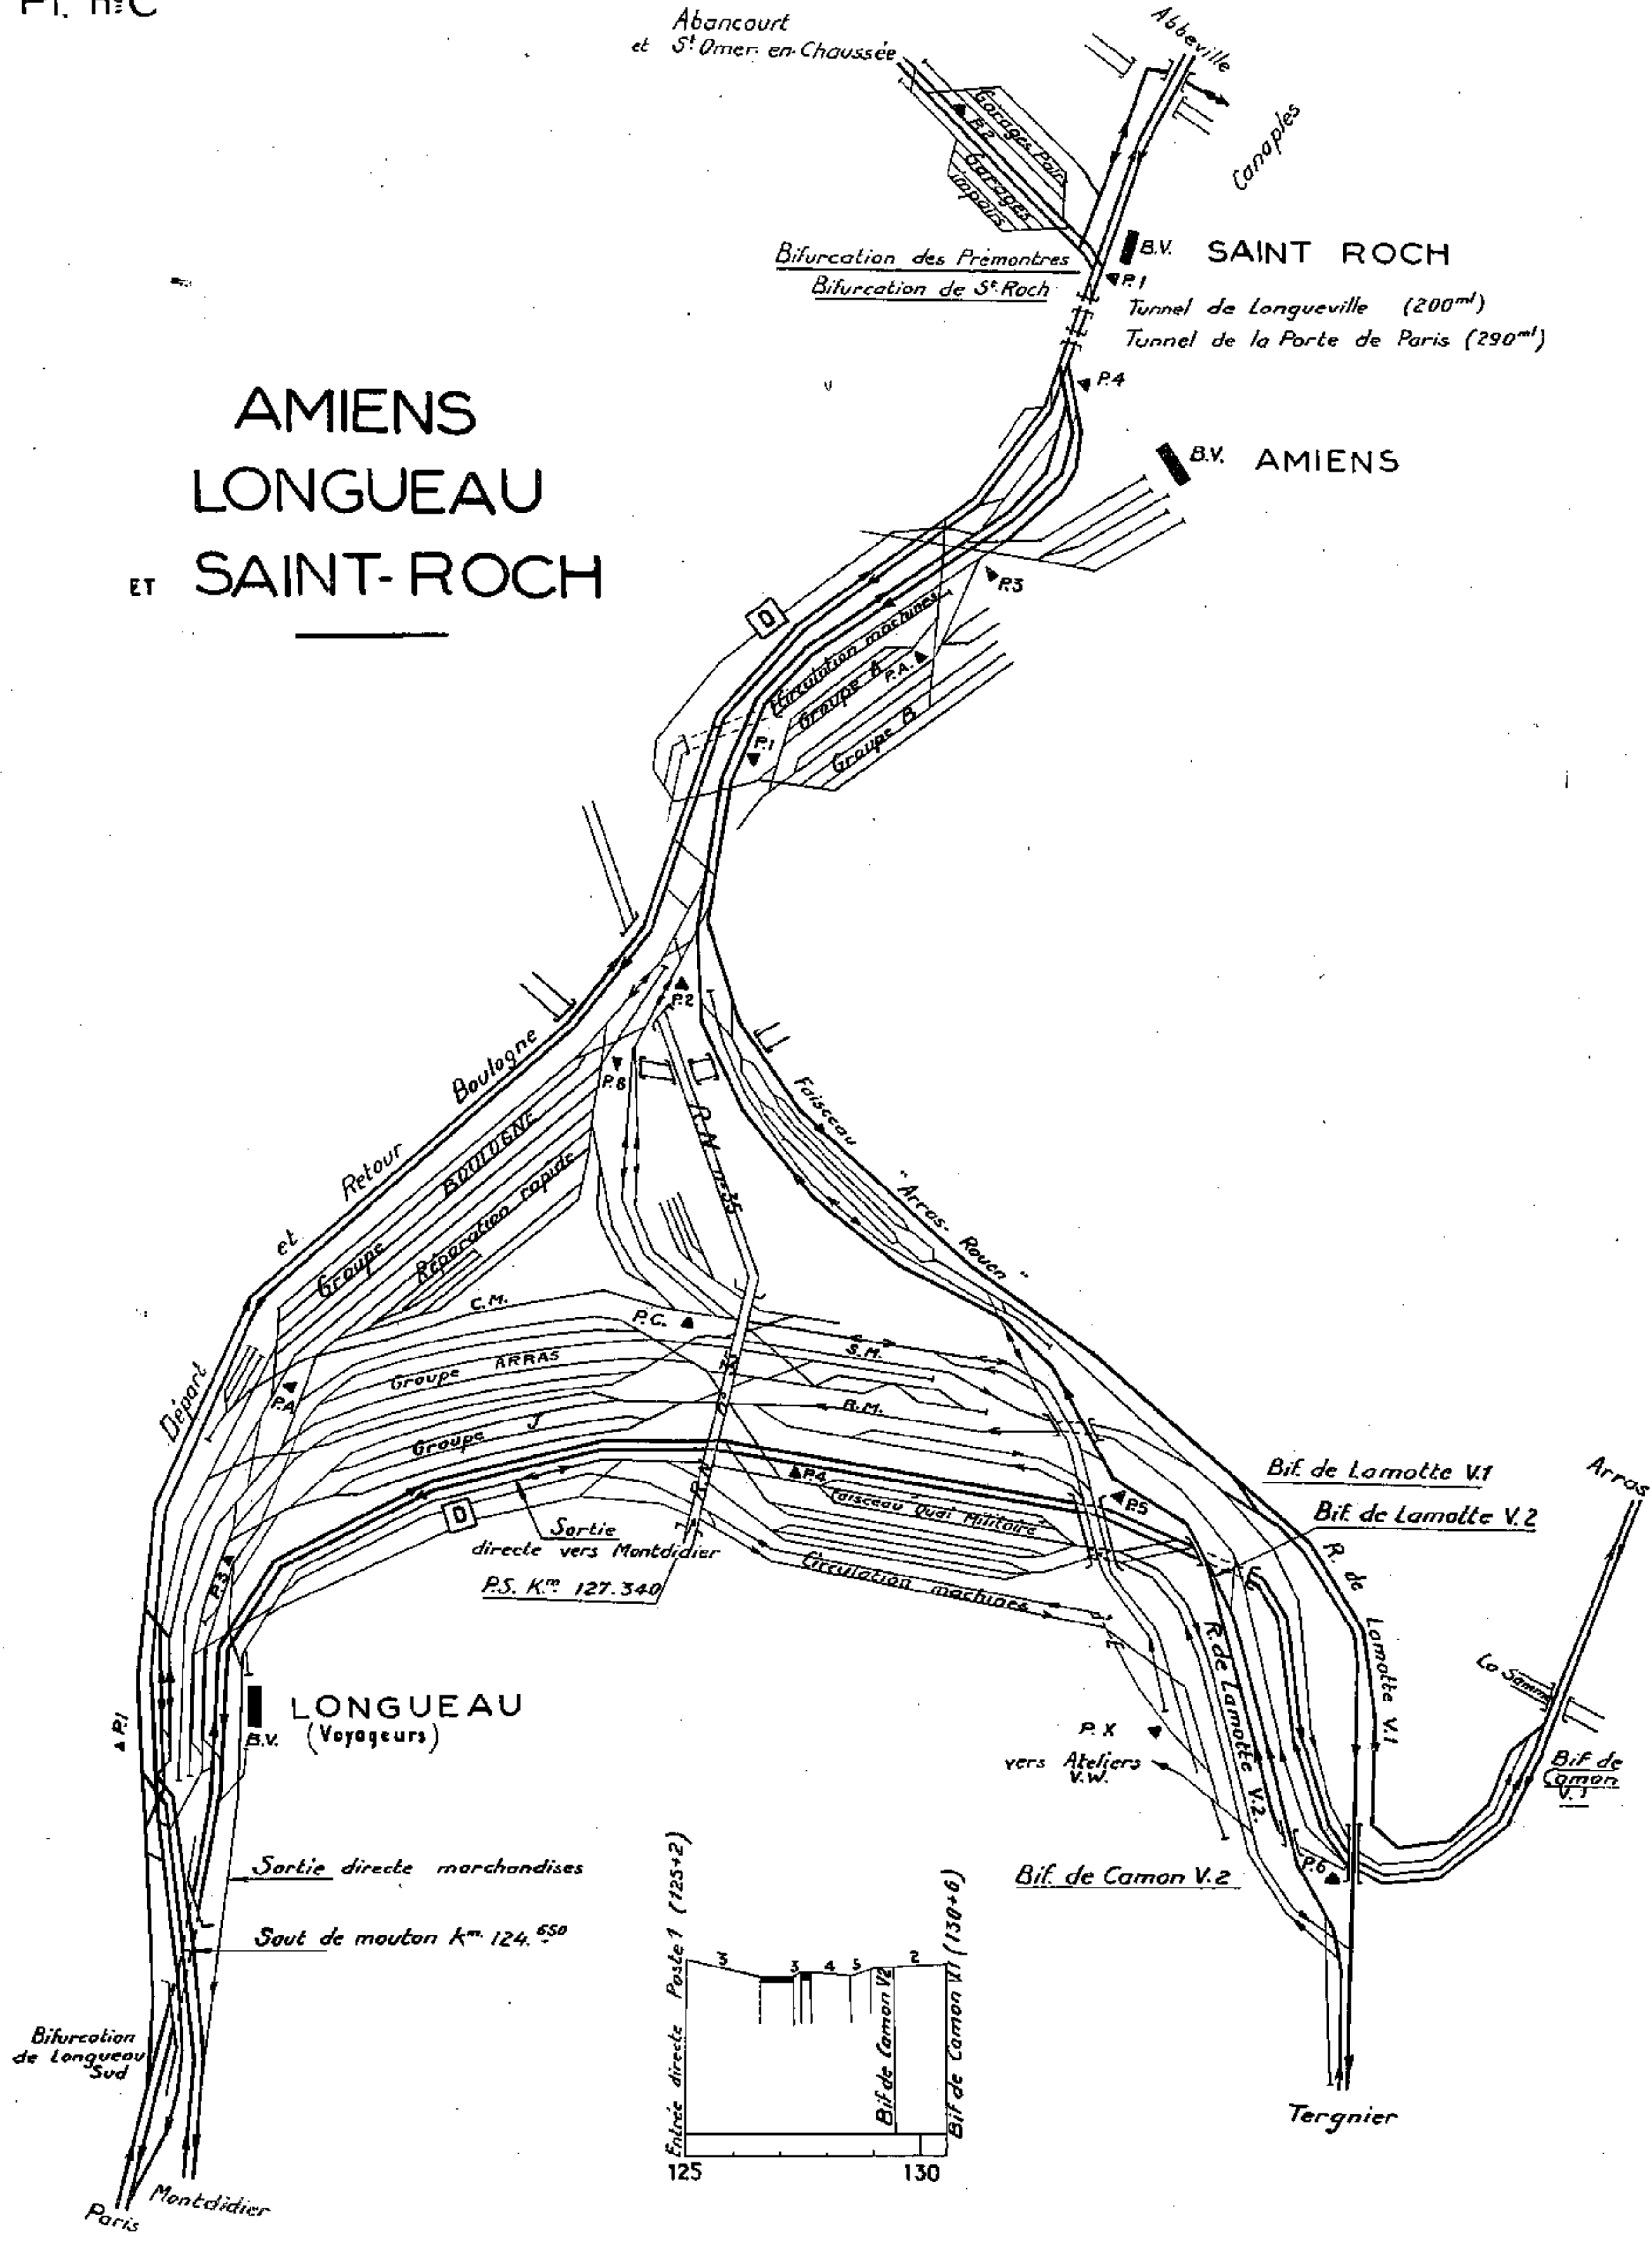 Pl. n° C
Abancourt
et St Omer-en-Chaussée
Abbeville
Canaples
Garages Pair
P.2
Garages
impairs
Bifurcation des Prémontres
Bifurcation de St Roch
B.V. SAINT ROCH
P.1
Tunnel de Longueville (200ml)
Tunnel de la Porte de Paris (290ml)
P.4
AMIENS
LONGUEAU
ET SAINT-ROCH
B.V. AMIENS
P.3
D
Circulation machines
Groupe A
P.A.
Groupe B
P.1
P.2
P.B
R.N. n° 35
Départ et Retour Boulogne
Groupe BOULOGNE
Réparation rapide
Faisceau "Arras-Rouen"
C.M.
P.C.
S.M.
Groupe ARRAS
P.A
R.M.
Groupe J
P.4
Faisceau Quai Militaire
P.5
Bif. de Lamotte V.1
Bif. de Lamotte V.2
Arras
D
Sortie
directe vers Montdidier
P.S. Km 127.340
R.N.
Circulation machines
P.3
R. de Lamotte V.1
R. de Lamotte V.2.
La Somme
P.1
LONGUEAU
(Voyageurs)
B.V.
P.X
vers Ateliers
V.W.
Bif. de
Camon
V.1
P.6
Bif. de Camon V.2
Sortie directe marchandises
Saut de mouton km. 124.650
Bifurcation
de Longueau
Sud
Entrée directe Poste 1 (125+2)
3 3 4 5 2
Bif. de Camon V2
Bif. de Camon V.1 (130+6)
125 130
Tergnier
Paris
Montdidier